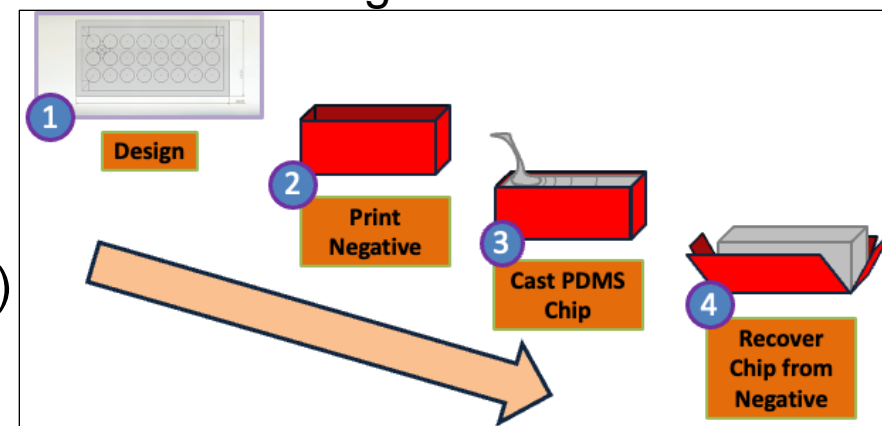 g
1
Design
2
Print
Negative
3
Cast PDMS
Chip
)
4
Recover
Chip from
Negative